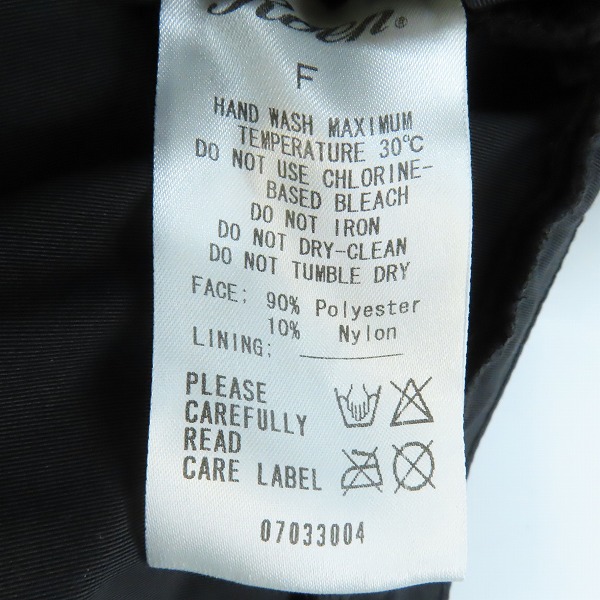 Roen®
F
HAND WASH MAXIMUM
TEMPERATURE 30℃
DO NOT USE CHLORINE-
BASED BLEACH
DO NOT IRON
DO NOT DRY-CLEAN
DO NOT TUMBLE DRY
FACE; 90% Polyester
10% Nylon
LINING;
PLEASE
CAREFULLY
READ
CARE LABEL
07033004